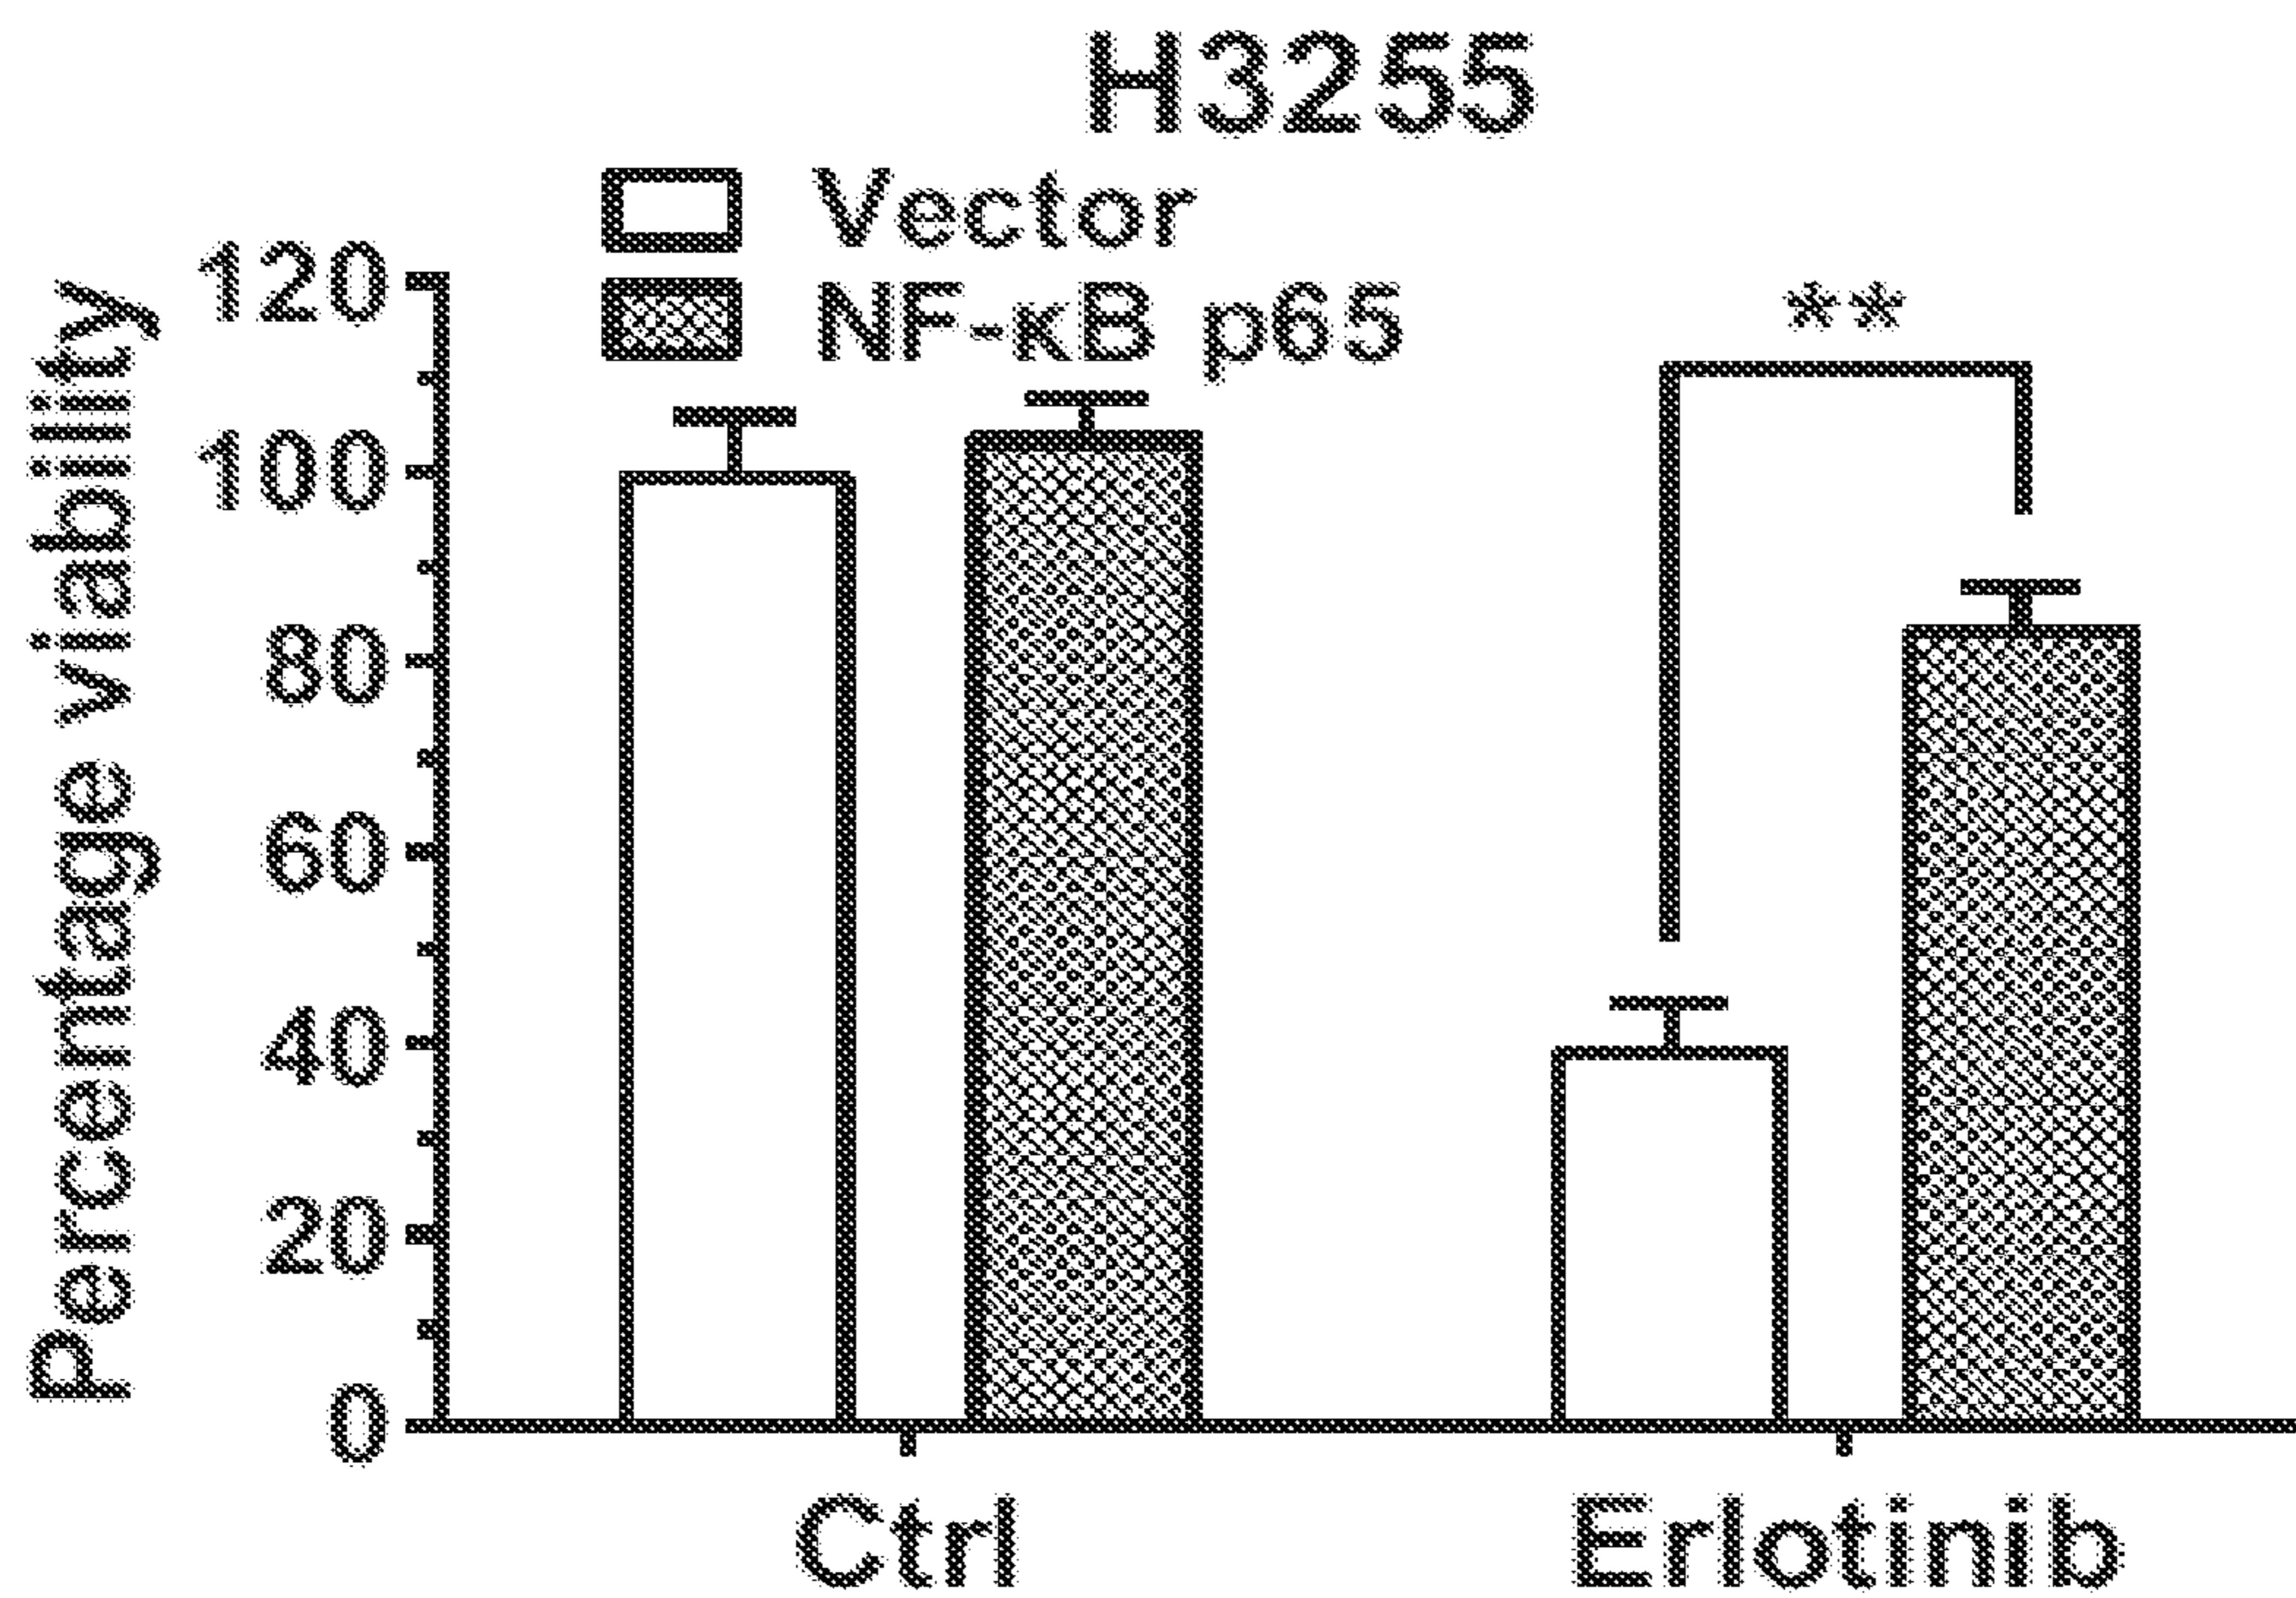 H3255
Vector
NF-κB p65
**
Percentage viability
120
100
80
60
40
20
0
Ctrl
Erlotinib